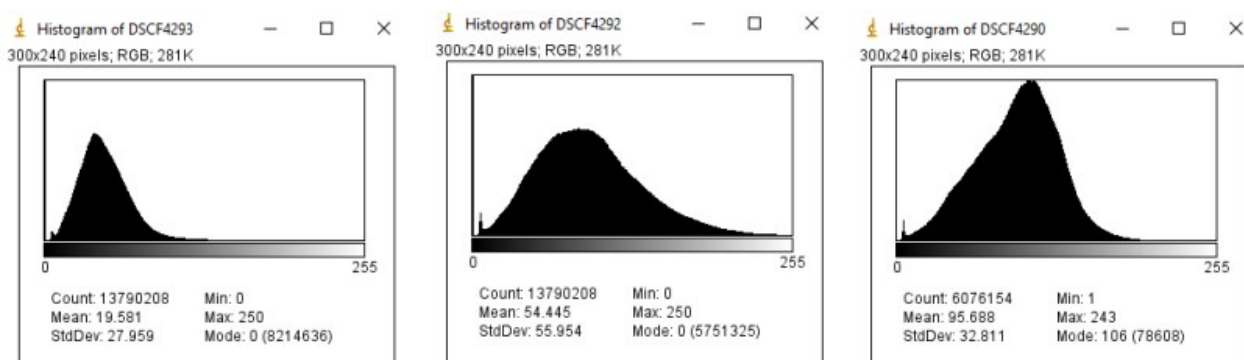 Histogram of DSCF4293
300x240 pixels; RGB; 281K
0 255
Count: 13790208 Min: 0
Mean: 19.581 Max: 250
StdDev: 27.959 Mode: 0 (8214636)
Histogram of DSCF4292
300x240 pixels; RGB; 281K
0 255
Count: 13790208 Min: 0
Mean: 54.445 Max: 250
StdDev: 55.954 Mode: 0 (5751325)
Histogram of DSCF4290
300x240 pixels; RGB; 281K
0 255
Count: 6076154 Min: 1
Mean: 95.688 Max: 243
StdDev: 32.811 Mode: 106 (78608)